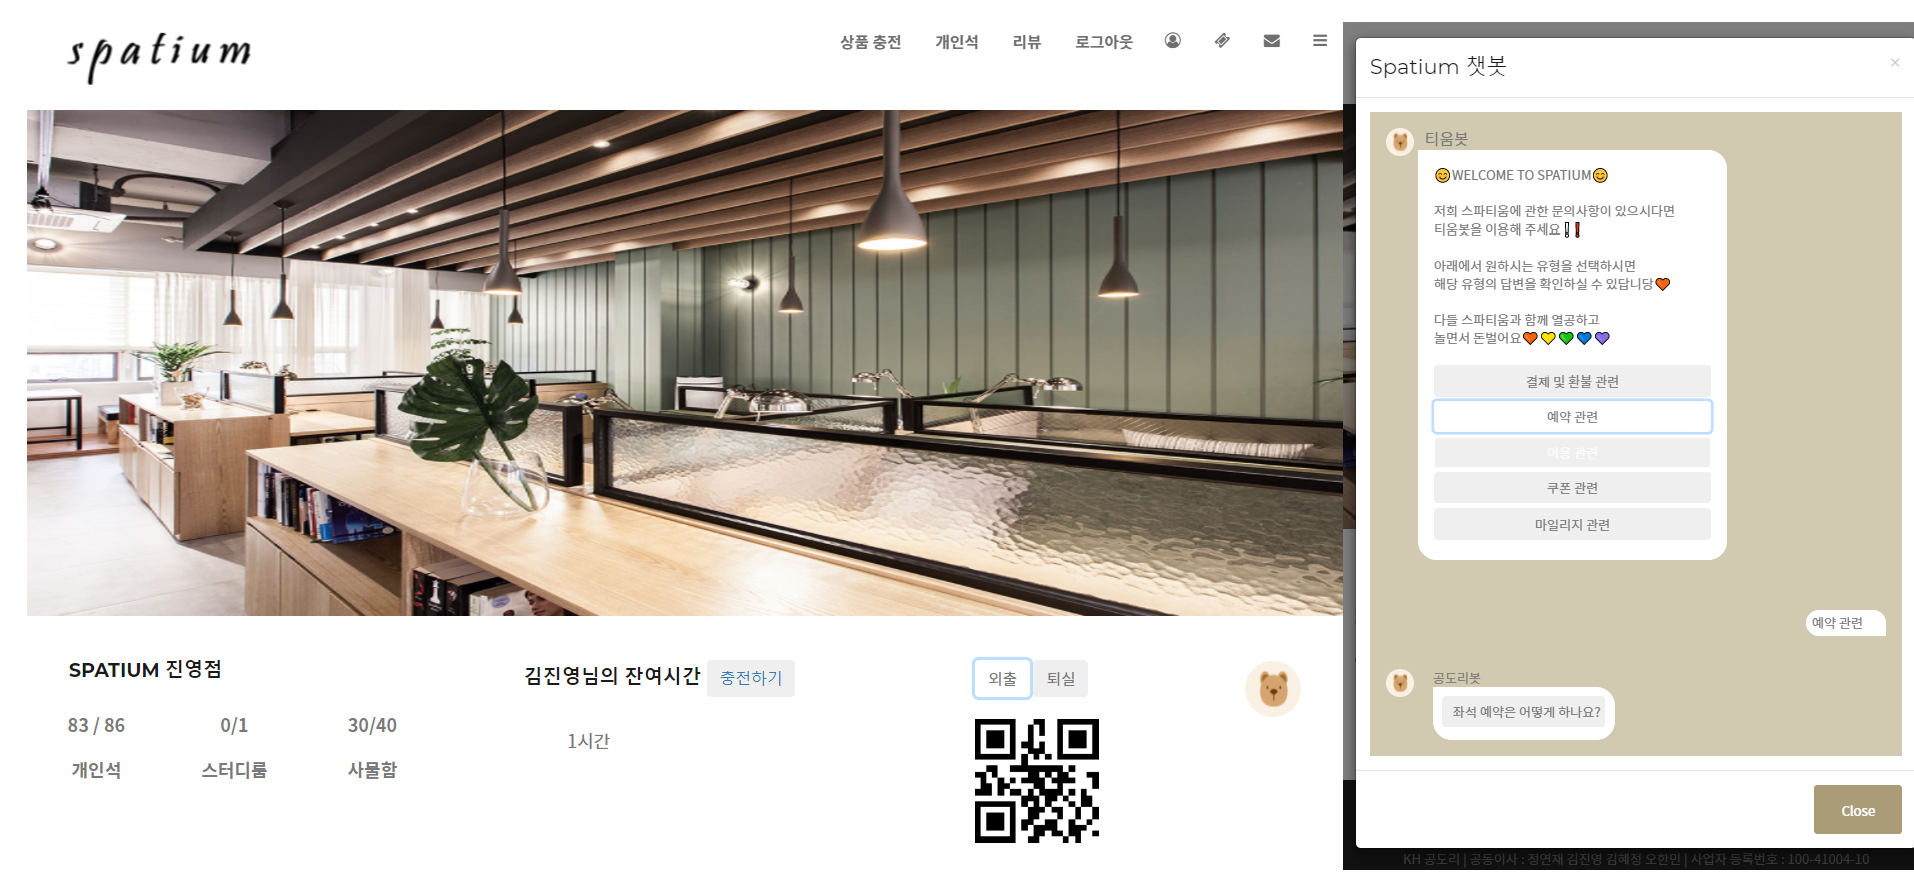 spatium
상품 충전 개인석 리뷰 로그아웃
SPATIUM 진영점
83 / 86 0/1 30/40
개인석 스터디룸 사물함
김진영님의 잔여시간 충전하기
1시간
외출 퇴실
Spatium 챗봇
×
티움봇
😊WELCOME TO SPATIUM😊
저희 스파티움에 관한 문의사항이 있으시다면
티움봇을 이용해 주세요❕❗
아래에서 원하시는 유형을 선택하시면
해당 유형의 답변을 확인하실 수 있답니당🧡
다들 스파티움과 함께 열공하고
놀면서 돈벌어요🧡💛💚💙💜
결제 및 환불 관련
예약 관련
이용 관련
쿠폰 관련
마일리지 관련
예약 관련
공도리봇
좌석 예약은 어떻게 하나요?
Close
KH 공도리 | 공동이사 : 정연재 김진영 김혜정 오한민 | 사업자 등록번호 : 100-41004-10